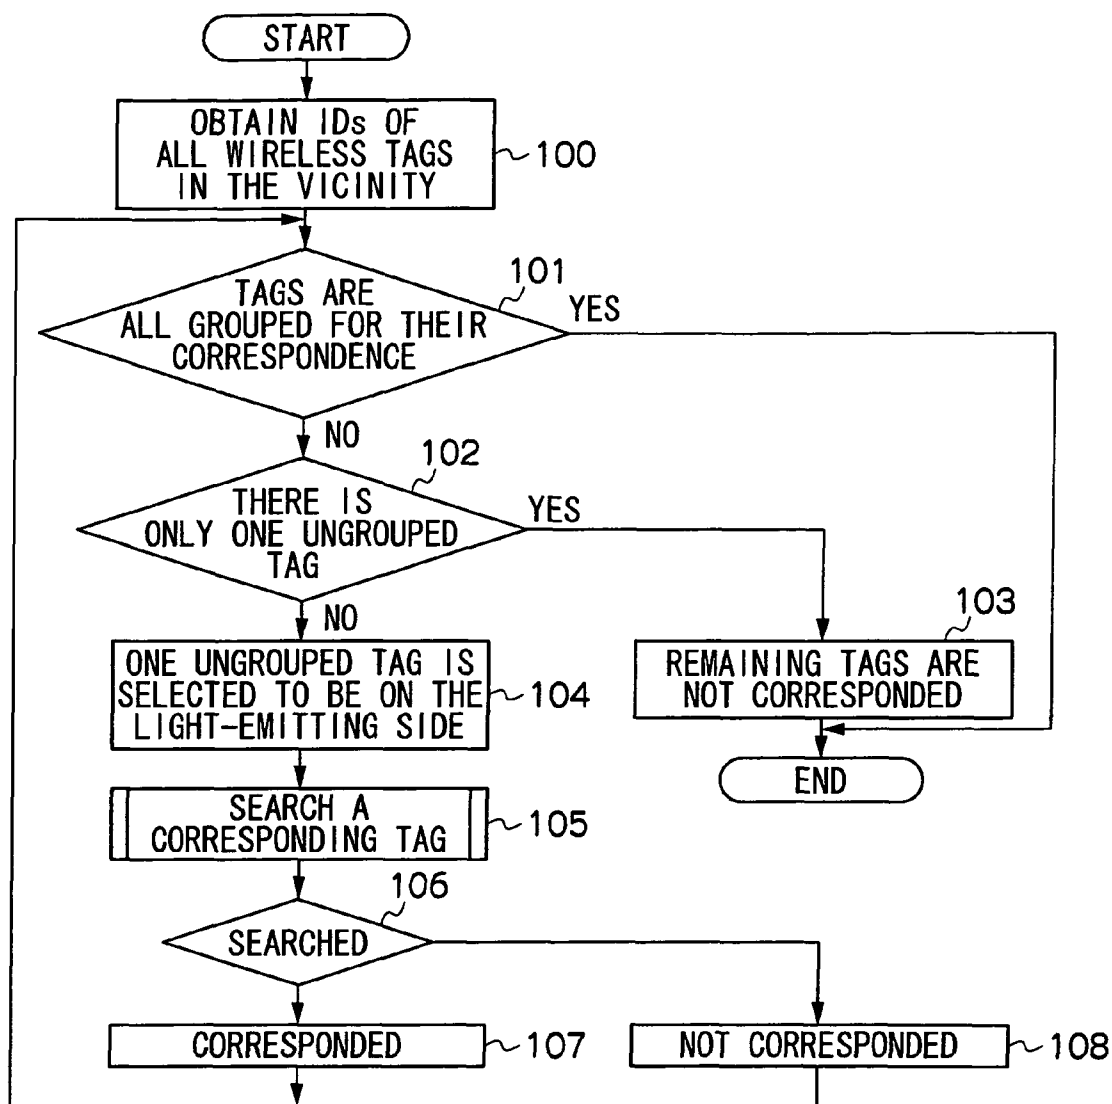 START
OBTAIN IDs OF
ALL WIRELESS TAGS
IN THE VICINITY
100
TAGS ARE
ALL GROUPED FOR THEIR
CORRESPONDENCE
101
YES
NO
102
THERE IS
ONLY ONE UNGROUPED
TAG
YES
NO
103
REMAINING TAGS ARE
NOT CORRESPONDED
ONE UNGROUPED TAG IS
SELECTED TO BE ON THE
LIGHT-EMITTING SIDE
104
END
SEARCH A
CORRESPONDING TAG
105
106
SEARCHED
CORRESPONDED
107
NOT CORRESPONDED
108